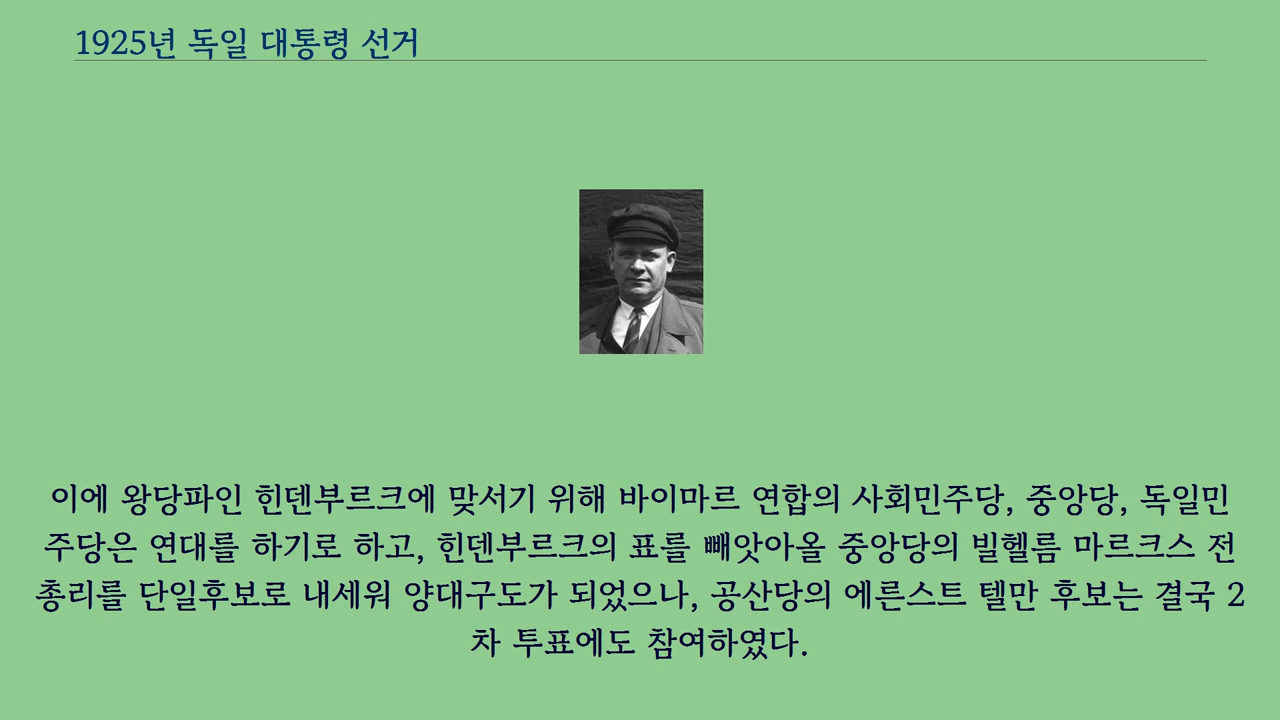 1925년 독일 대통령 선거
이에 왕당파인 힌덴부르크에 맞서기 위해 바이마르 연합의 사회민주당, 중앙당, 독일민
주당은 연대를 하기로 하고, 힌덴부르크의 표를 빼앗아올 중앙당의 빌헬름 마르크스 전
총리를 단일후보로 내세워 양대구도가 되었으나, 공산당의 에른스트 텔만 후보는 결국 2
차 투표에도 참여하였다.